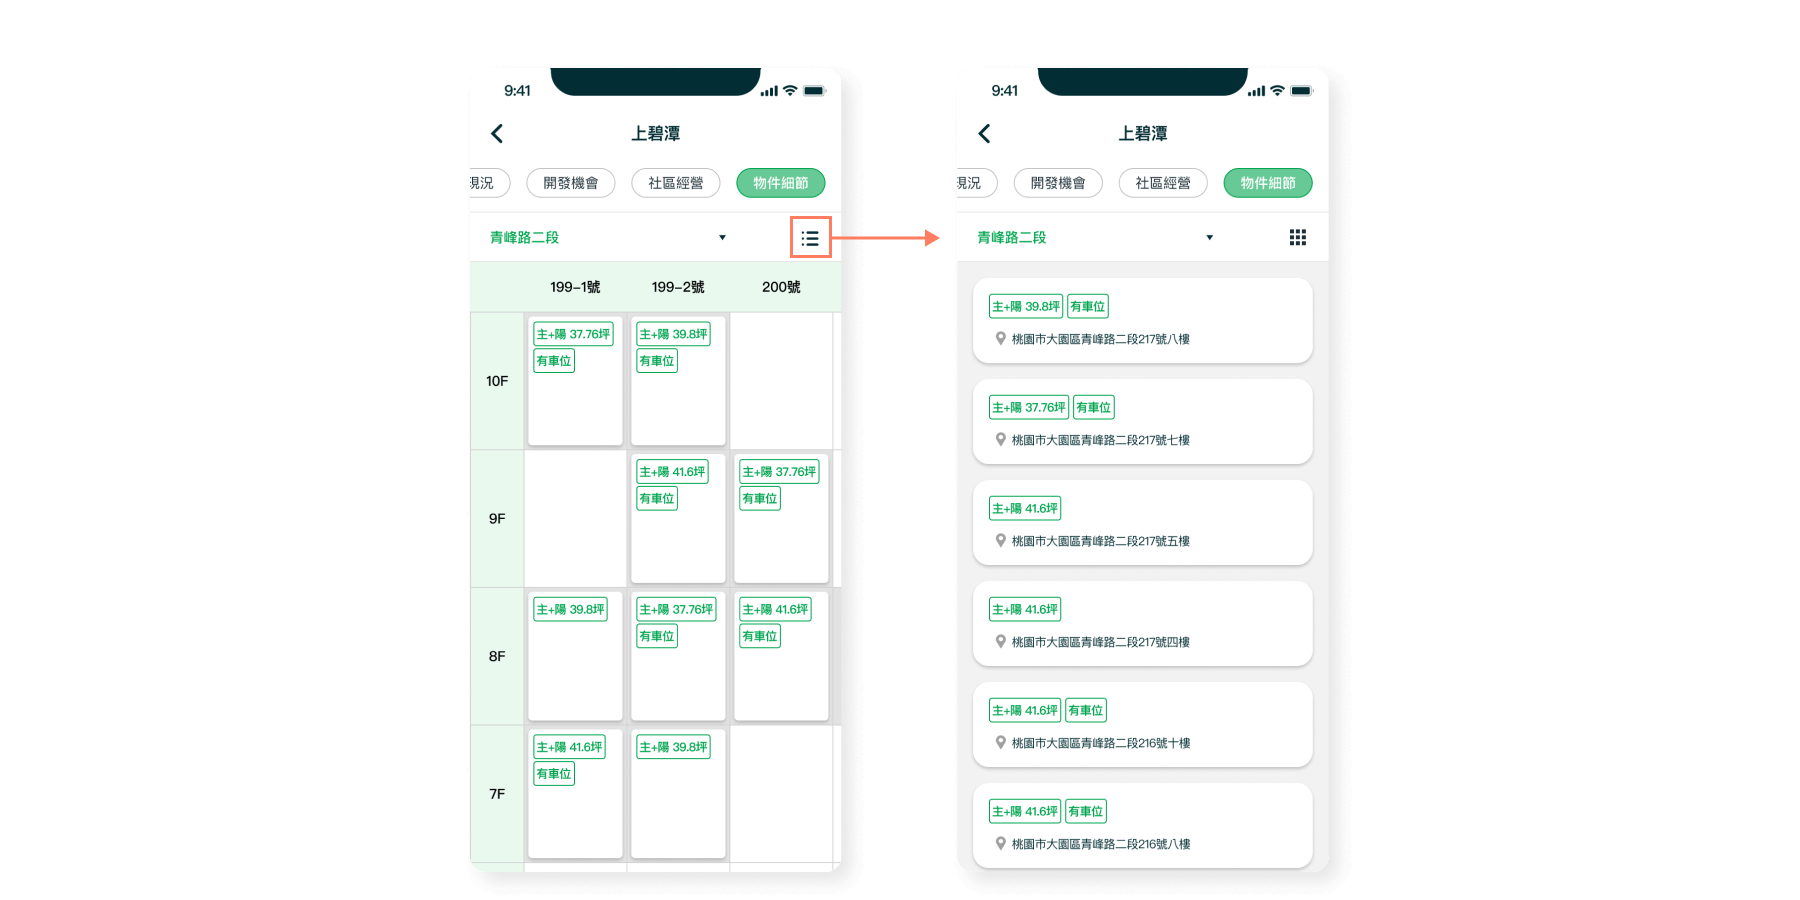 9:41
上碧潭
現況
開發機會
社區經營
物件細節
青峰路二段
199-1號
199-2號
200號
10F
主+陽 37.76坪
有車位
主+陽 39.8坪
有車位
9F
主+陽 41.6坪
有車位
主+陽 37.76坪
有車位
8F
主+陽 39.8坪
主+陽 37.76坪
有車位
主+陽 41.6坪
有車位
7F
主+陽 41.6坪
有車位
主+陽 39.8坪
9:41
上碧潭
現況
開發機會
社區經營
物件細節
青峰路二段
主+陽 39.8坪
有車位
桃園市大園區青峰路二段217號八樓
主+陽 37.76坪
有車位
桃園市大園區青峰路二段217號七樓
主+陽 41.6坪
桃園市大園區青峰路二段217號五樓
主+陽 41.6坪
桃園市大園區青峰路二段217號四樓
主+陽 41.6坪
有車位
桃園市大園區青峰路二段216號十樓
主+陽 41.6坪
有車位
桃園市大園區青峰路二段216號八樓